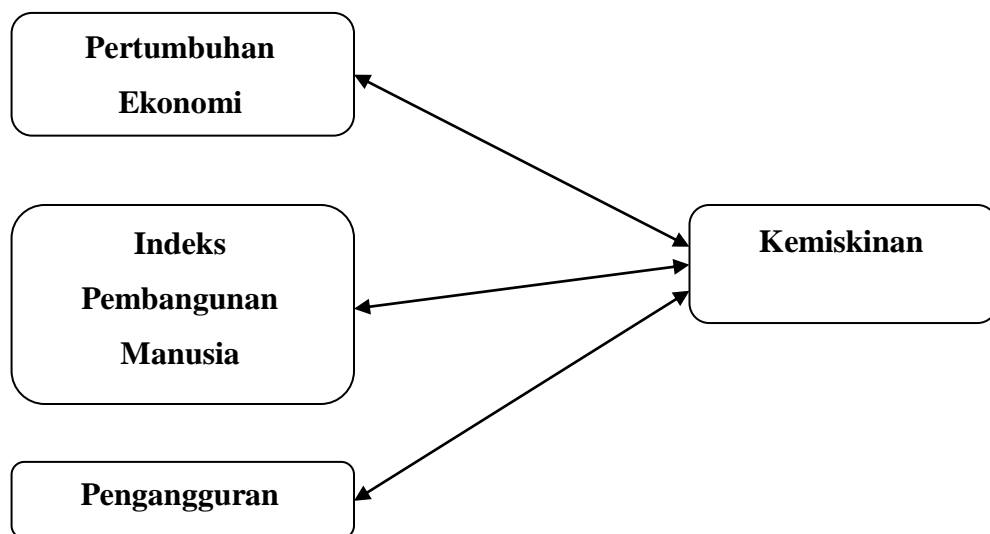 Pertumbuhan
Ekonomi
Indeks
Pembangunan
Manusia
Pengangguran
Kemiskinan